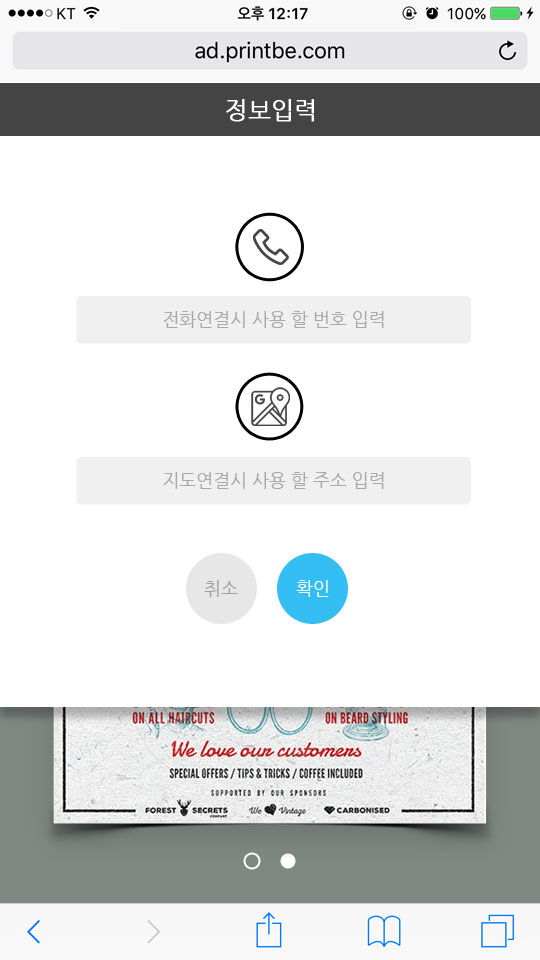 KT 오후 12:17 100%
ad.printbe.com
정보입력
전화연결시 사용 할 번호 입력
G
지도연결시 사용 할 주소 입력
취소 확인
ON ALL HAIRCUTS ON BEARD STYLING
We love our customers
SPECIAL OFFERS / TIPS & TRICKS / COFFEE INCLUDED
SUPPORTED BY OUR SPONSORS
FOREST SECRETS We Vintage CARBONISED
COMPANY